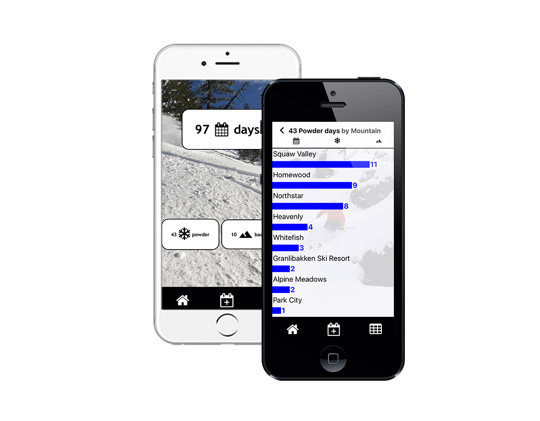 97 days
43 powder
10
43 Powder days by Mountain
Squaw Valley
11
Homewood
9
Northstar
8
Heavenly
4
Whitefish
3
Granlibakken Ski Resort
2
Alpine Meadows
2
Park City
1